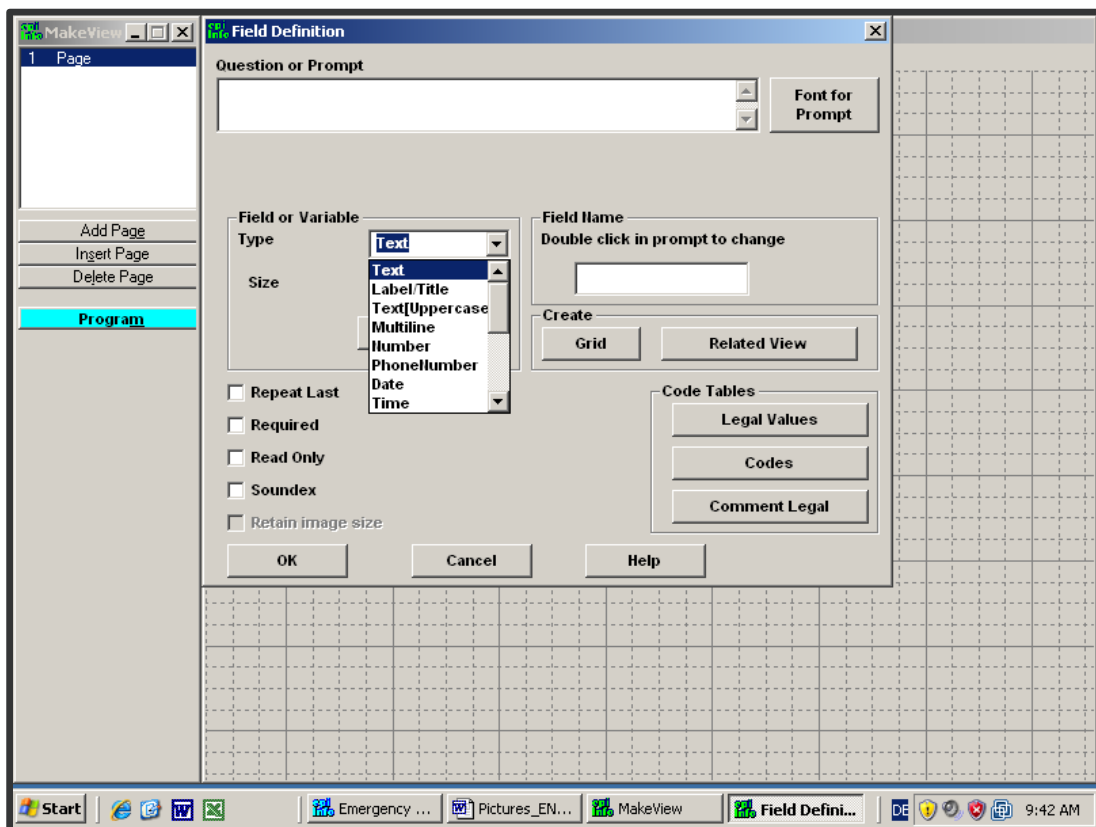 MakeView
1 Page
Add Page
Insert Page
Delete Page
Program
Epi Info Field Definition
Question or Prompt
Font for
Prompt
Field or Variable
Type
Text
Size
Text
Label/Title
Text[Uppercase
Multiline
Number
PhoneNumber
Date
Time
Field Name
Double click in prompt to change
Create
Grid
Related View
Repeat Last
Required
Read Only
Soundex
Retain image size
Code Tables
Legal Values
Codes
Comment Legal
OK
Cancel
Help
Start
W
Emergency ...
Pictures_EN...
MakeView
Field Defini...
DE
9:42 AM